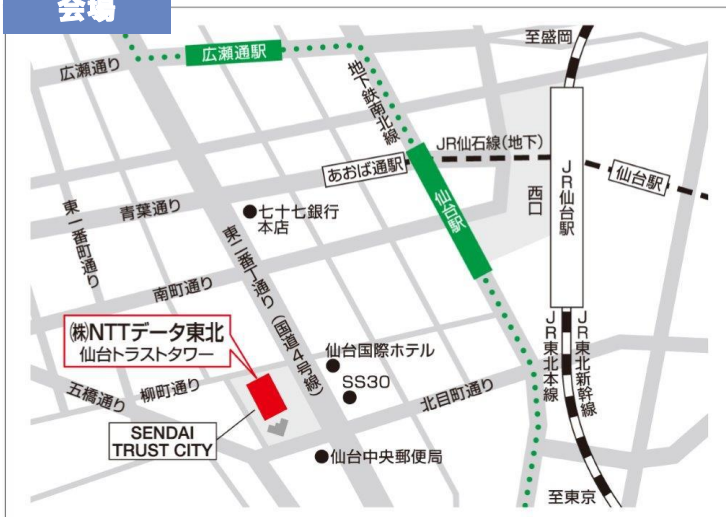 会場
至盛岡
広瀬通り
広瀬通駅
地下鉄南北線
JR仙石線(地下)
あおば通駅
仙台駅
西口
JR仙台駅
仙台駅
東一番町通り
青葉通り
七十七銀行
本店
東二番丁通り(国道4号線)
南町通り
㈱NTTデータ東北
仙台トラストタワー
仙台国際ホテル
SS30
JR東北本線
JR東北新幹線
五橋通り
柳町通り
北目町通り
SENDAI
TRUST CITY
仙台中央郵便局
至東京